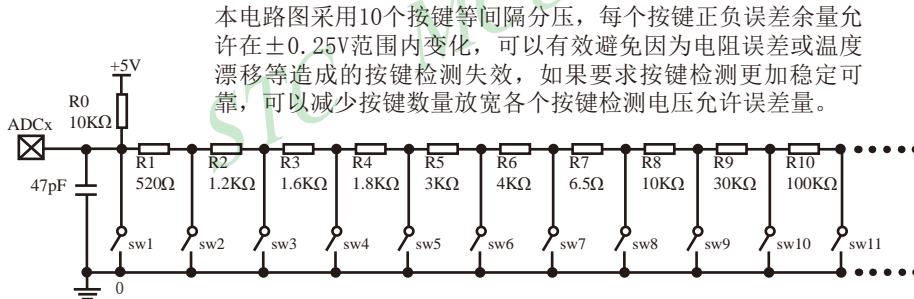 本电路图采用10个按键等间隔分压，每个按键正负误差余量允
许在±0.25V范围内变化，可以有效避免因为电阻误差或温度
漂移等造成的按键检测失效，如果要求按键检测更加稳定可
靠，可以减少按键数量放宽各个按键检测电压允许误差量。
+5V
R0
10KΩ
ADCx
R1 R2 R3 R4 R5 R6 R7 R8 R9 R10
47pF 520Ω 1.2KΩ 1.6KΩ 1.8KΩ 3KΩ 4KΩ 6.5Ω 10KΩ 30KΩ 100KΩ
sw1 sw2 sw3 sw4 sw5 sw6 sw7 sw8 sw9 sw10 sw11
0